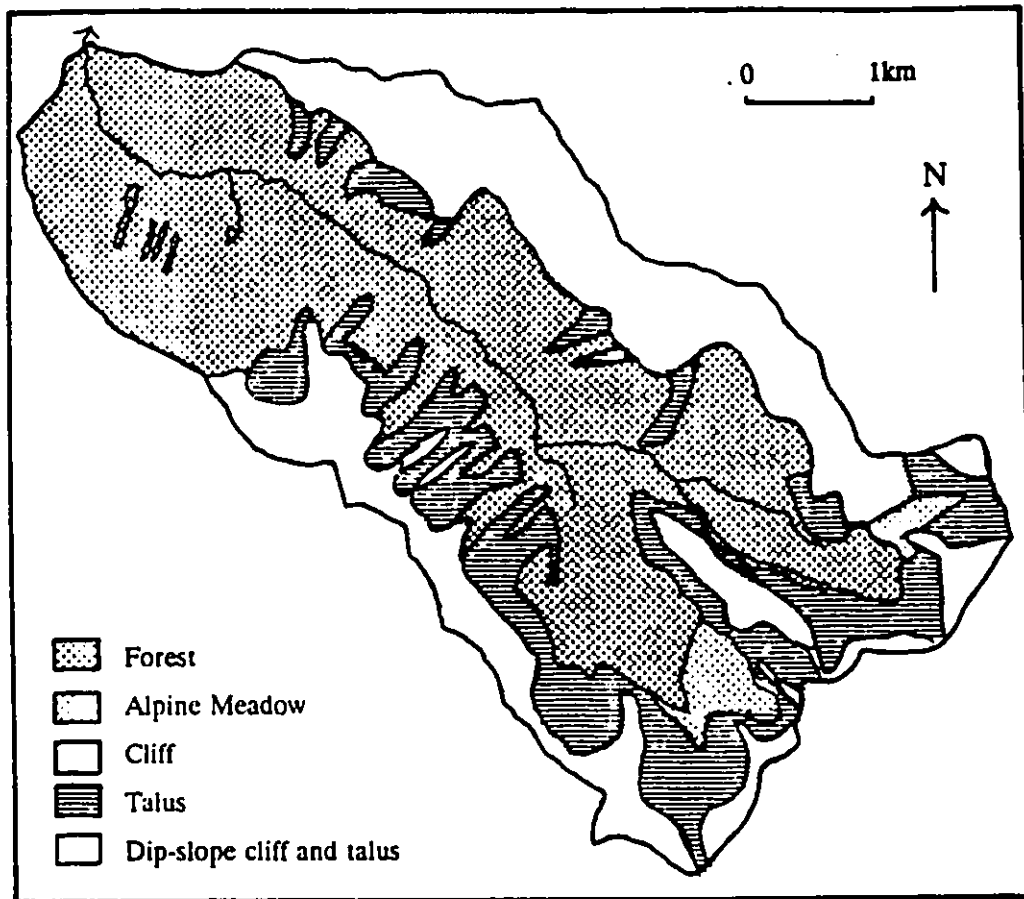 0 1km
N
Forest
Alpine Meadow
Cliff
Talus
Dip-slope cliff and talus